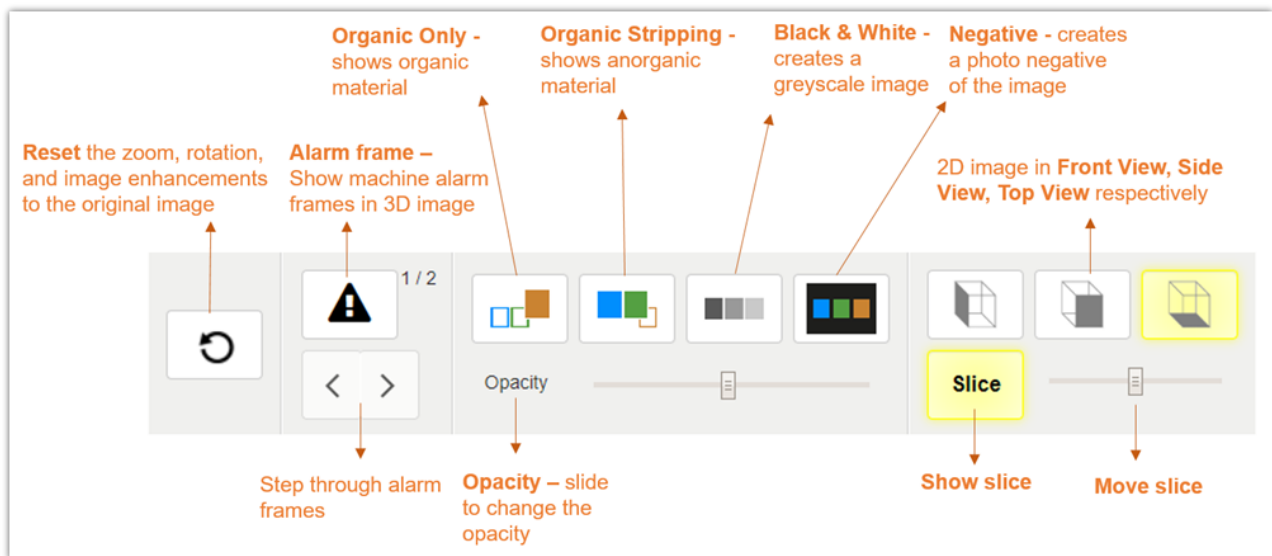 Organic Only -
shows organic
material
Organic Stripping -
shows anorganic
material
Black & White -
creates a
greyscale image
Negative - creates
a photo negative
of the image
Reset the zoom, rotation,
and image enhancements
to the original image
Alarm frame –
Show machine alarm
frames in 3D image
2D image in Front View, Side
View, Top View respectively
1 / 2
Opacity
Slice
Step through alarm
frames
Opacity – slide
to change the
opacity
Show slice
Move slice